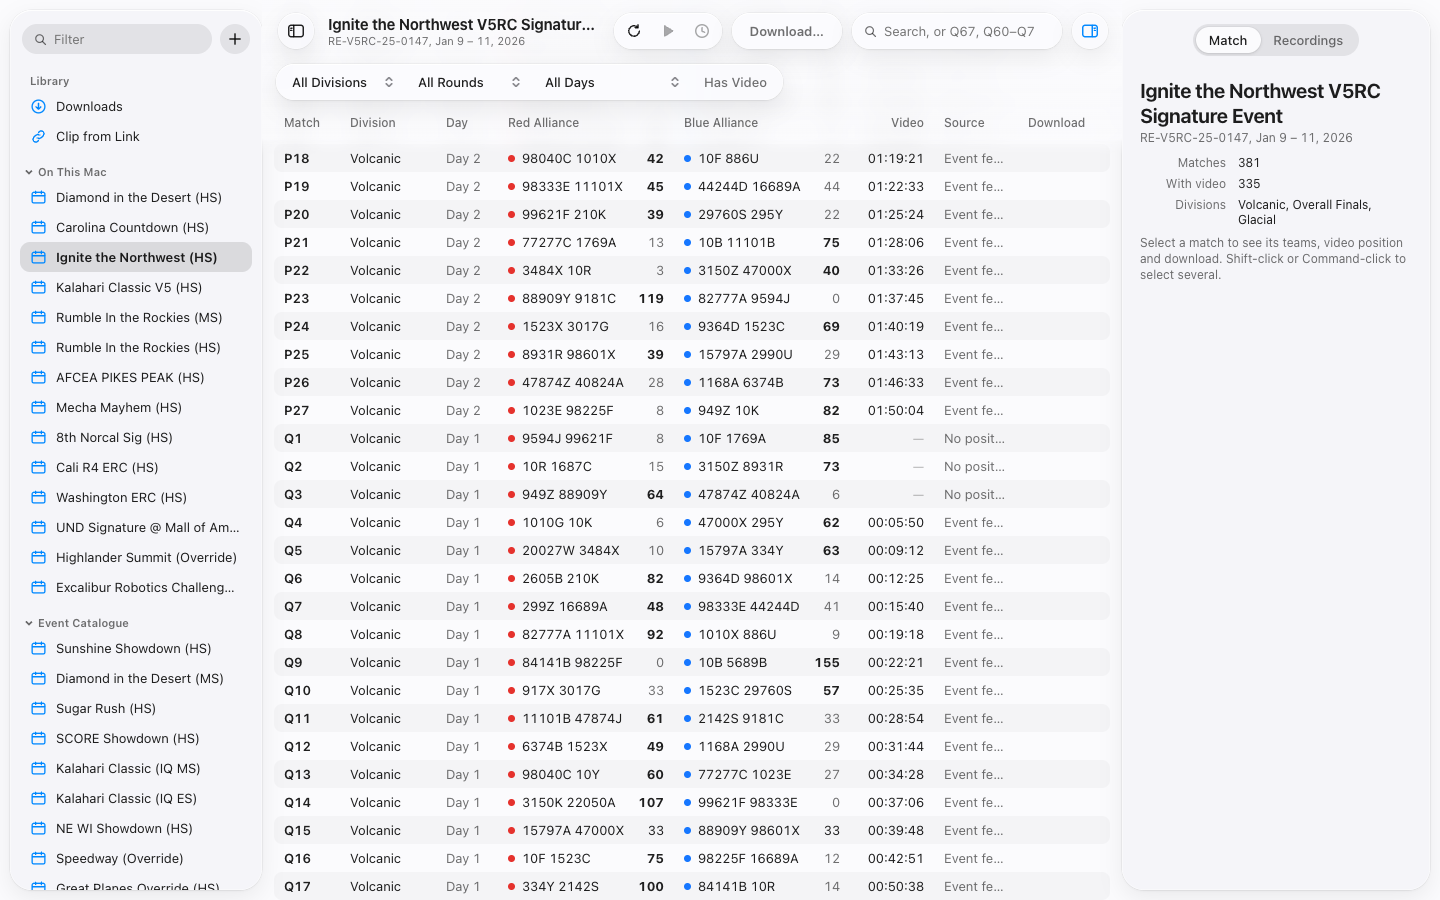 Filter
Library
Downloads
Clip from Link
On This Mac
Diamond in the Desert (HS)
Carolina Countdown (HS)
Ignite the Northwest (HS)
Kalahari Classic V5 (HS)
Rumble In the Rockies (MS)
Rumble In the Rockies (HS)
AFCEA PIKES PEAK (HS)
Mecha Mayhem (HS)
8th Norcal Sig (HS)
Cali R4 ERC (HS)
Washington ERC (HS)
UND Signature @ Mall of Am...
Highlander Summit (Override)
Excalibur Robotics Challeng...
Event Catalogue
Sunshine Showdown (HS)
Diamond in the Desert (MS)
Sugar Rush (HS)
SCORE Showdown (HS)
Kalahari Classic (IQ MS)
Kalahari Classic (IQ ES)
NE WI Showdown (HS)
Speedway (Override)
Great Planes Override (HS)
Ignite the Northwest V5RC Signatur...
RE-V5RC-25-0147, Jan 9 – 11, 2026
Download...
Search, or Q67, Q60–Q7
All Divisions All Rounds All Days Has Video
Match Division Day Red Alliance Blue Alliance Video Source Download
P18 Volcanic Day 2 98040C 1010X 42 10F 886U 22 01:19:21 Event fe...
P19 Volcanic Day 2 98333E 11101X 45 44244D 16689A 44 01:22:33 Event fe...
P20 Volcanic Day 2 99621F 210K 39 29760S 295Y 22 01:25:24 Event fe...
P21 Volcanic Day 2 77277C 1769A 13 10B 11101B 75 01:28:06 Event fe...
P22 Volcanic Day 2 3484X 10R 3 3150Z 47000X 40 01:33:26 Event fe...
P23 Volcanic Day 2 88909Y 9181C 119 82777A 9594J 0 01:37:45 Event fe...
P24 Volcanic Day 2 1523X 3017G 16 9364D 1523C 69 01:40:19 Event fe...
P25 Volcanic Day 2 8931R 98601X 39 15797A 2990U 29 01:43:13 Event fe...
P26 Volcanic Day 2 47874Z 40824A 28 1168A 6374B 73 01:46:33 Event fe...
P27 Volcanic Day 2 1023E 98225F 8 949Z 10K 82 01:50:04 Event fe...
Q1 Volcanic Day 1 9594J 99621F 8 10F 1769A 85 — No posit...
Q2 Volcanic Day 1 10R 1687C 15 3150Z 8931R 73 — No posit...
Q3 Volcanic Day 1 949Z 88909Y 64 47874Z 40824A 6 — No posit...
Q4 Volcanic Day 1 1010G 10K 6 47000X 295Y 62 00:05:50 Event fe...
Q5 Volcanic Day 1 20027W 3484X 10 15797A 334Y 63 00:09:12 Event fe...
Q6 Volcanic Day 1 2605B 210K 82 9364D 98601X 14 00:12:25 Event fe...
Q7 Volcanic Day 1 299Z 16689A 48 98333E 44244D 41 00:15:40 Event fe...
Q8 Volcanic Day 1 82777A 11101X 92 1010X 886U 9 00:19:18 Event fe...
Q9 Volcanic Day 1 84141B 98225F 0 10B 5689B 155 00:22:21 Event fe...
Q10 Volcanic Day 1 917X 3017G 33 1523C 29760S 57 00:25:35 Event fe...
Q11 Volcanic Day 1 11101B 47874J 61 2142S 9181C 33 00:28:54 Event fe...
Q12 Volcanic Day 1 6374B 1523X 49 1168A 2990U 29 00:31:44 Event fe...
Q13 Volcanic Day 1 98040C 10Y 60 77277C 1023E 27 00:34:28 Event fe...
Q14 Volcanic Day 1 3150K 22050A 107 99621F 98333E 0 00:37:06 Event fe...
Q15 Volcanic Day 1 15797A 47000X 33 88909Y 98601X 33 00:39:48 Event fe...
Q16 Volcanic Day 1 10F 1523C 75 98225F 16689A 12 00:42:51 Event fe...
Q17 Volcanic Day 1 334Y 2142S 100 84141B 10R 14 00:50:38 Event fe...
Match Recordings
Ignite the Northwest V5RC
Signature Event
RE-V5RC-25-0147, Jan 9 – 11, 2026
Matches 381
With video 335
Divisions Volcanic, Overall Finals,
Glacial
Select a match to see its teams, video position
and download. Shift-click or Command-click to
select several.